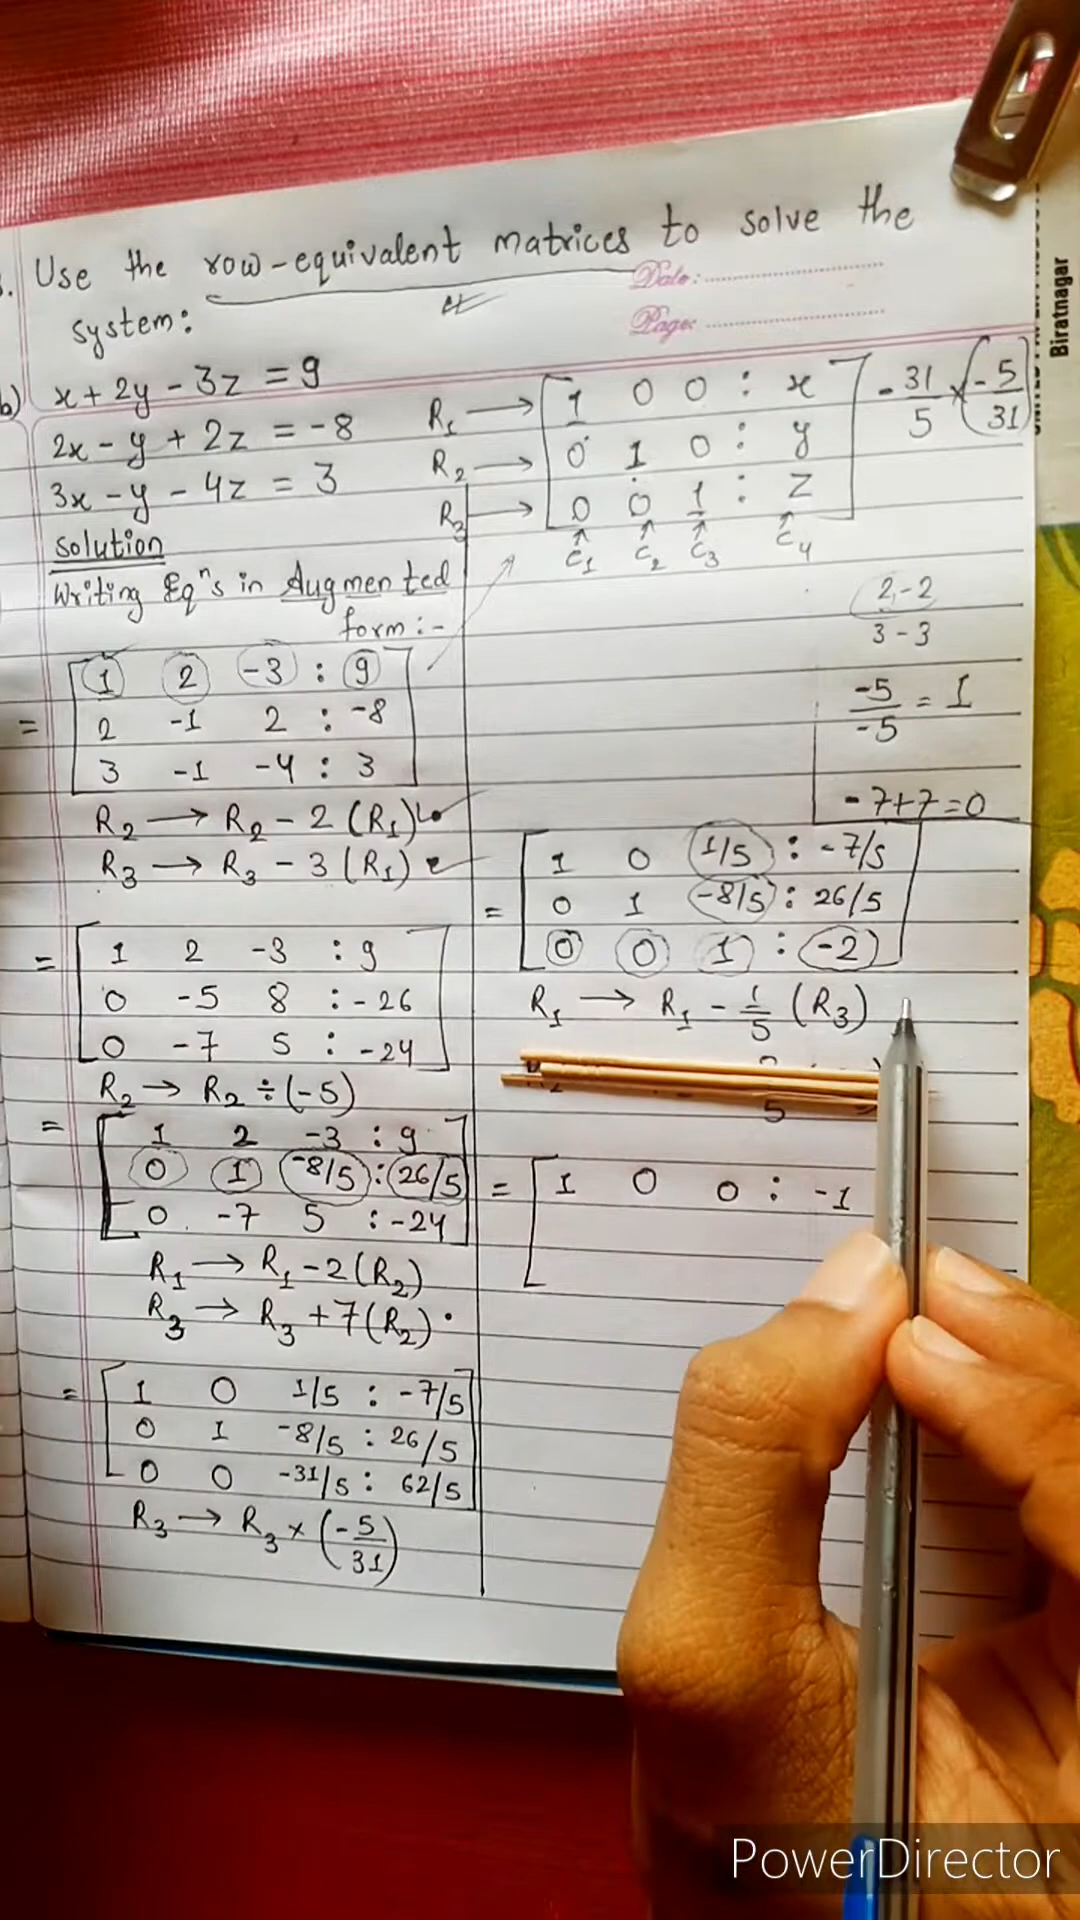 Use the row-equivalent matrices to solve the
system:
Date:
Page:
b) x + 2y - 3z = 9
2x - y + 2z = -8
3x - y - 4z = 3
Solution
Writing Eqⁿ's in Augmented
form:-
= [ 1 2 -3 : 9
2 -1 2 : -8
3 -1 -4 : 3 ]
R₂ → R₂ - 2 (R₁)
R₃ → R₃ - 3 (R₁)
= [ 1 2 -3 : 9
0 -5 8 : -26
0 -7 5 : -24 ]
R₂ → R₂ ÷ (-5)
= [ 1 2 -3 : 9
0 1 -8/5 : 26/5
0 -7 5 : -24 ]
R₁ → R₁ - 2 (R₂)
R₃ → R₃ + 7 (R₂)
= [ 1 0 1/5 : -7/5
0 1 -8/5 : 26/5
0 0 -31/5 : 62/5 ]
R₃ → R₃ × (-5/31)
R₁ → [ 1 0 0 : x
R₂ → 0 1 0 : y
R₃ → 0 0 1 : z ]
C₁ C₂ C₃ C₄
-31/5 × (-5/31)
2,-2
3-3
-5/-5 = 1
-7+7=0
= [ 1 0 1/5 : -7/5
0 1 -8/5 : 26/5
0 0 1 : -2 ]
R₁ → R₁ - 1/5 (R₃)
5
= [ 1 0 0 : -1
Biratnagar
PowerDirector